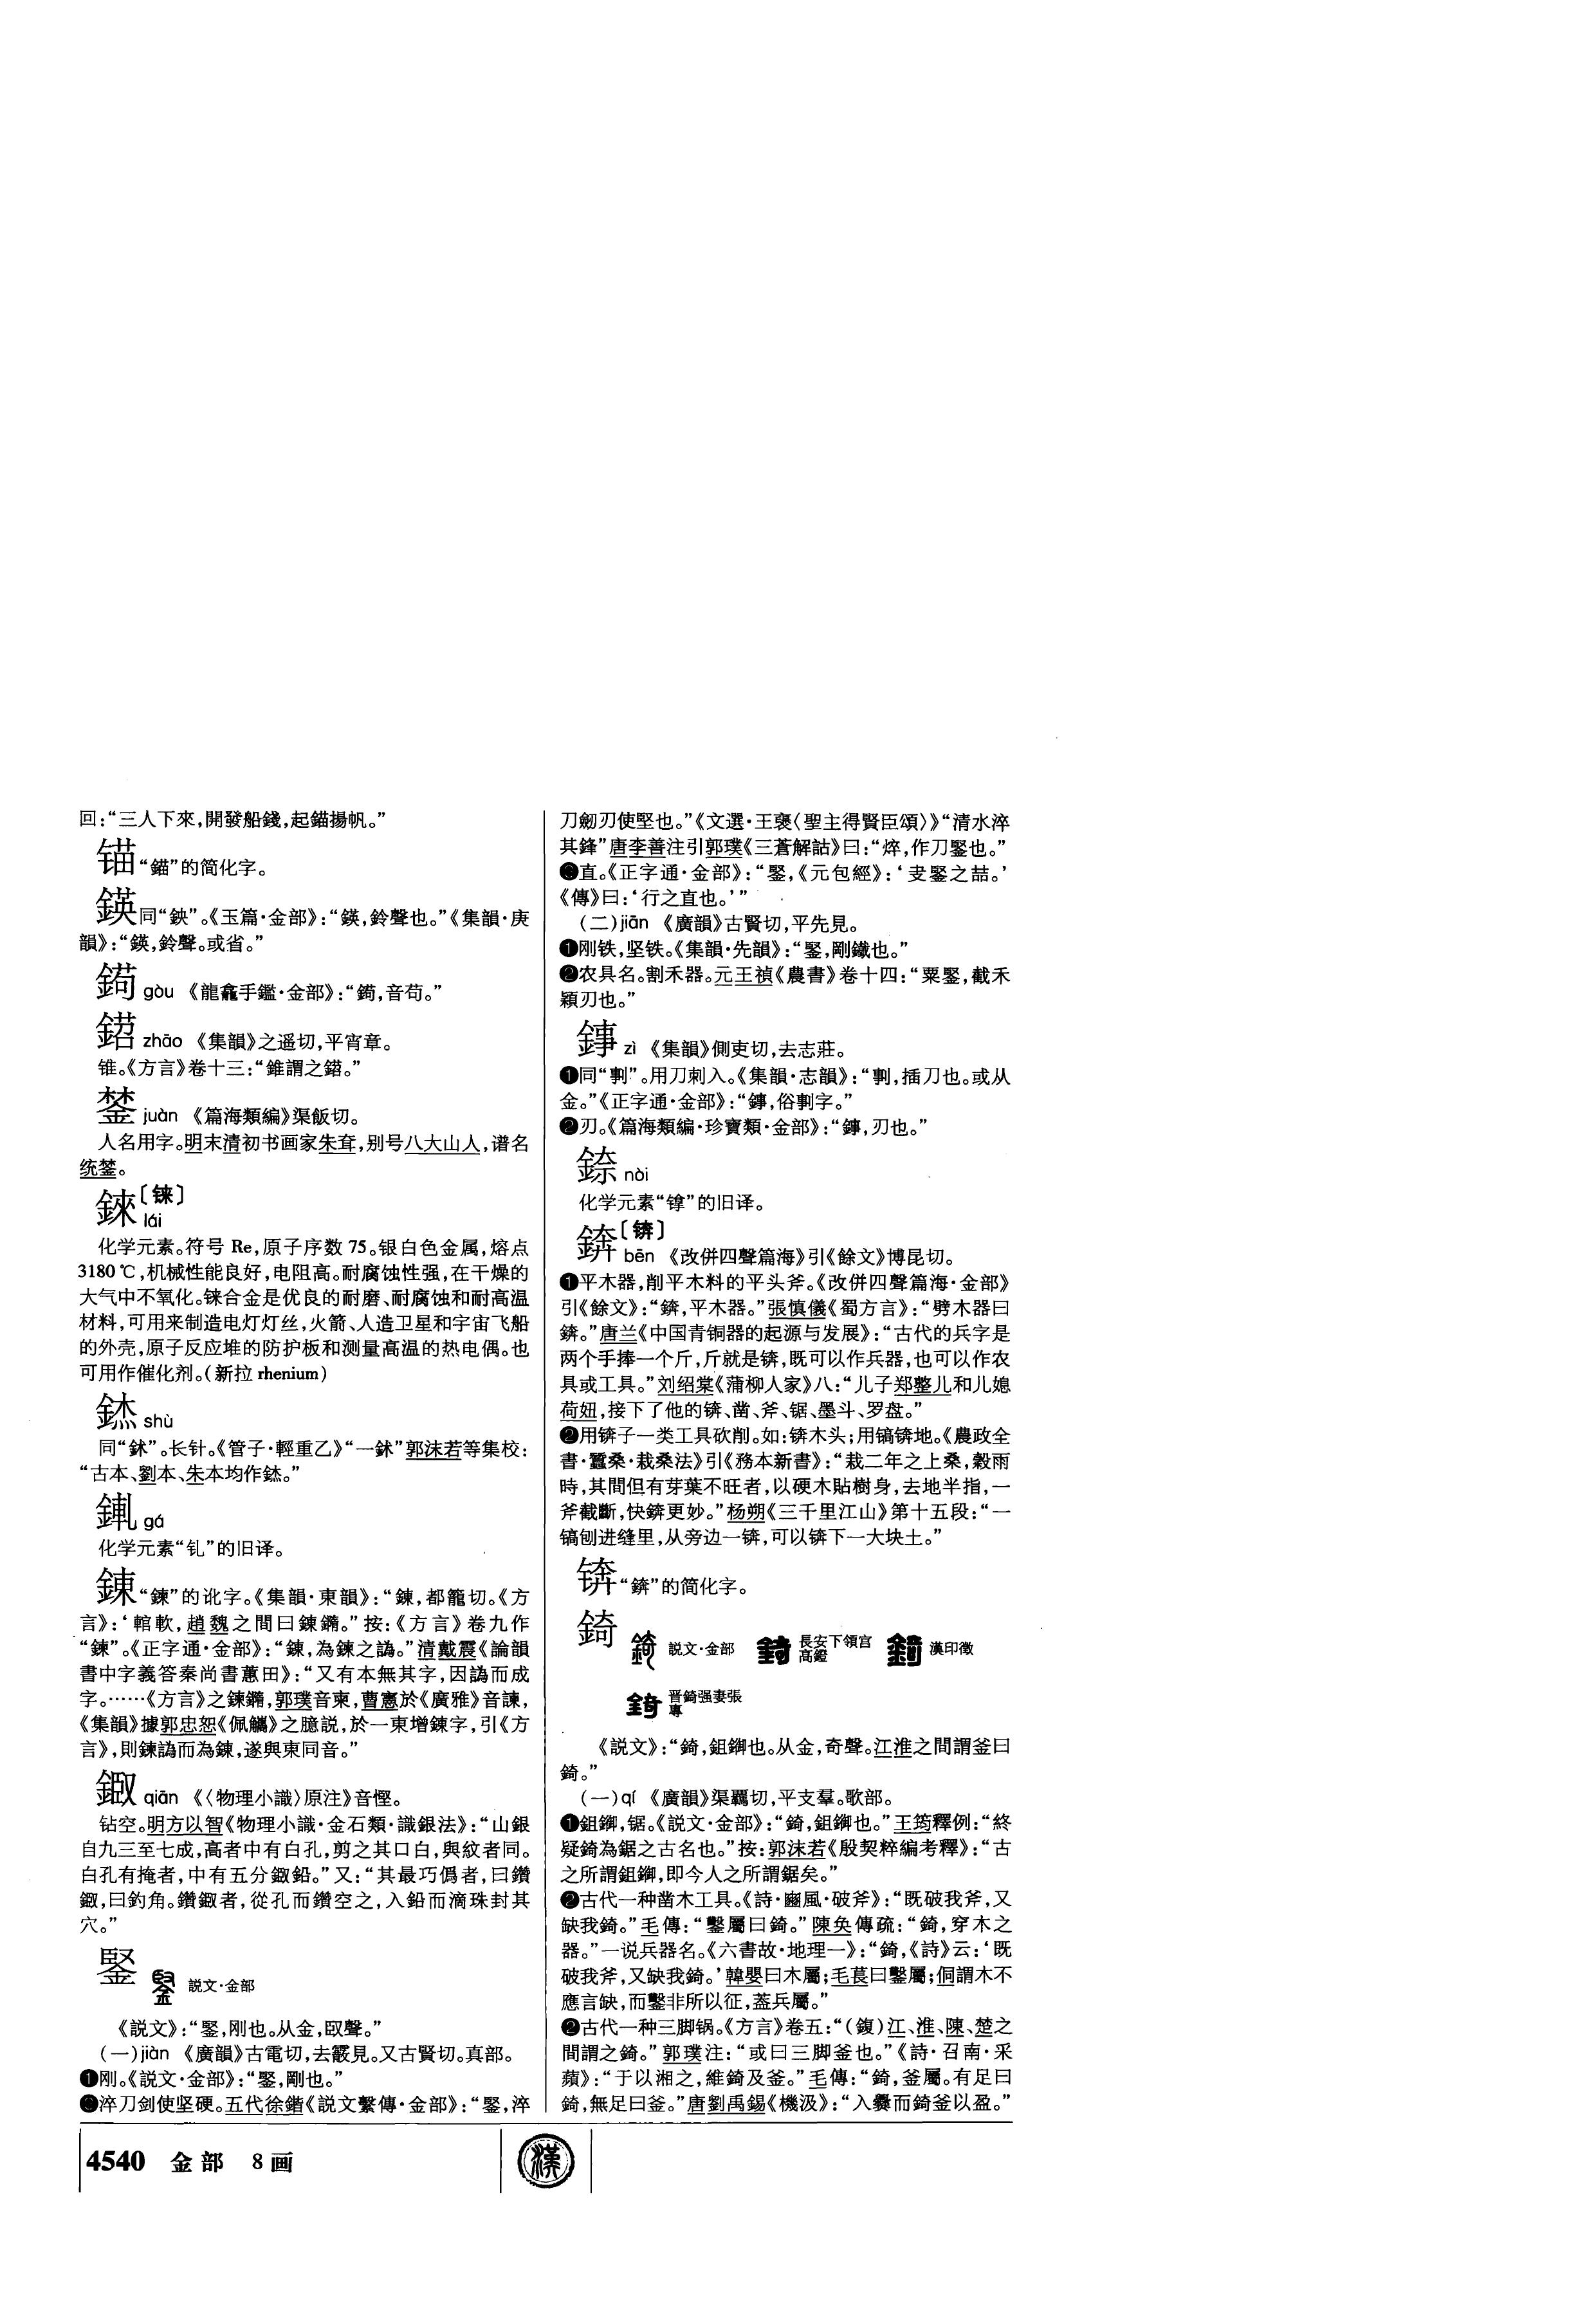 回：“三人下來，開發船錢，起錨揚帆。”
锚“錨”的简化字。
鍈同“鉠”。《玉篇·金部》：“鍈，鈴聲也。”《集韻·庚
韻》：“鍈，鈴聲。或省。”
gòu 《龍龕手鑑·金部》：“，音苟。”
zhāo 《集韻》之遥切，平宵章。
锥。《方言》卷十三：“錐謂之鍣。”
䤷 juàn 《篇海類編》渠飯切。
人名用字。明末清初书画家朱耷，别号八大山人，谱名
统。
錸〔铼〕
lái
化学元素。符号 Re，原子序数 75。银白色金属，熔点
3180℃，机械性能良好，电阻高。耐腐蚀性强，在干燥的
大气中不氧化。铼合金是优良的耐磨、耐腐蚀和耐高温
材料，可用来制造电灯灯丝，火箭、人造卫星和宇宙飞船
的外壳，原子反应堆的防护板和测量高温的热电偶。也
可用作催化剂。（新拉 rhenium）
shù
同“鉥”。长针。《管子·輕重乙》“一鉥”郭沫若等集校：
“古本、劉本、朱本均作。”
gá
化学元素“钆”的旧译。
鶇“鍊”的讹字。《集韻·東韻》：“錬，都籠切。《方
言》：‘輨軑，趙魏之間曰錬鐫。”按：《方言》卷九作
“鍊”。《正字通·金部》：“錬，為鍊之譌。”清戴震《論韻
書中字義答秦尚書蕙田》：“又有本無其字，因譌而成
字。……《方言》之鍊鐫，郭璞音柬，曹憲於《廣雅》音諫，
《集韻》據郭忠恕《佩觿》之臆説，於一東增錬字，引《方
言》，則鍊譌而為錬，遂與東同音。”
鋷 qiān 《〈物理小識〉原注》音慳。
钻空。明方以智《物理小識·金石類·識銀法》：“山銀
自九三至七成，高者中有白孔，剪之其口白，與紋者同。
白孔有掩者，中有五分鉛。”又：“其最巧僞者，曰鑽
，曰釣角。鑽者，從孔而鑽空之，入鉛而滴珠封其
穴。”
鋻 説文·金部
《説文》：“鋻，刚也。从金，臤聲。”
（一）jiàn 《廣韻》古電切，去霰見。又古賢切。真部。
❶刚。《説文·金部》：“鋻，剛也。”
❷淬刀剑使坚硬。五代徐鍇《説文繫傳·金部》：“鋻，淬
刀劒刃使堅也。”《文選·王褒〈聖主得賢臣頌〉》“清水淬
其鋒”唐李善注引郭璞《三蒼解詁》曰：“焠，作刀鋻也。”
❸直。《正字通·金部》：“鋻，《元包經》：‘叏鋻之喆。’
《傳》曰：‘行之直也。’”
（二）jiān 《廣韻》古賢切，平先見。
❶刚铁，坚铁。《集韻·先韻》：“鋻，剛鐵也。”
❷农具名。割禾器。元王禎《農書》卷十四：“粟鋻，截禾
穎刃也。”
zì 《集韻》側吏切，去志莊。
❶同“剚”。用刀刺入。《集韻·志韻》：“剚，插刀也。或从
金。”《正字通·金部》：“，俗剚字。”
❷刃。《篇海類編·珍寶類·金部》：“，刃也。”
錼 nòi
化学元素“镎”的旧译。
錛〔锛〕
bēn 《改併四聲篇海》引《餘文》博昆切。
❶平木器，削平木料的平头斧。《改併四聲篇海·金部》
引《餘文》：“錛，平木器。”張慎儀《蜀方言》：“劈木器曰
錛。”唐兰《中国青铜器的起源与发展》：“古代的兵字是
两个手捧一个斤，斤就是锛，既可以作兵器，也可以作农
具或工具。”刘绍棠《蒲柳人家》八：“儿子郑整儿和儿媳
荷妞，接下了他的锛、凿、斧、锯、墨斗、罗盘。”
❷用锛子一类工具砍削。如：锛木头；用镐锛地。《農政全
書·蠶桑·栽桑法》引《務本新書》：“栽二年之上桑，穀雨
時，其間但有芽葉不旺者，以硬木貼樹身，去地半指，一
斧截斷，快錛更妙。”杨朔《三千里江山》第十五段：“一
镐刨进缝里，从旁边一锛，可以锛下一大块土。”
锛“錛”的简化字。
錡 説文·金部 長安下領宫高鐙 漢印徵
晋錡强妻張專
《説文》：“錡，鉏鋤也。从金，奇聲。江淮之間謂釜曰
錡。”
（一）qí 《廣韻》渠羈切，平支羣。歌部。
❶鉏鋤，锯。《説文·金部》：“錡，鉏鋤也。”王筠釋例：“終
疑錡為鋸之古名也。”按：郭沫若《殷契粹編考釋》：“古
之所謂鉏鋤，即今人之所謂鋸矣。”
❷古代一种凿木工具。《詩·豳風·破斧》：“既破我斧，又
缺我錡。”毛傳：“鑿屬曰錡。”陳奂傳疏：“錡，穿木之
器。”一说兵器名。《六書故·地理一》：“錡，《詩》云：‘既
破我斧，又缺我錡。’韓嬰曰木屬；毛萇曰鑿屬；侗謂木不
應言缺，而鑿非所以征，葢兵屬。”
❷古代一种三脚锅。《方言》卷五：“（鍑）江、淮、陳、楚之
間謂之錡。”郭璞注：“或曰三脚釜也。”《詩·召南·采
蘋》：“于以湘之，維錡及釜。”毛傳：“錡，釜屬。有足曰
錡，無足曰釜。”唐劉禹錫《機汲》：“入爨而錡釜以盈。”
4540 金部 8画
漢